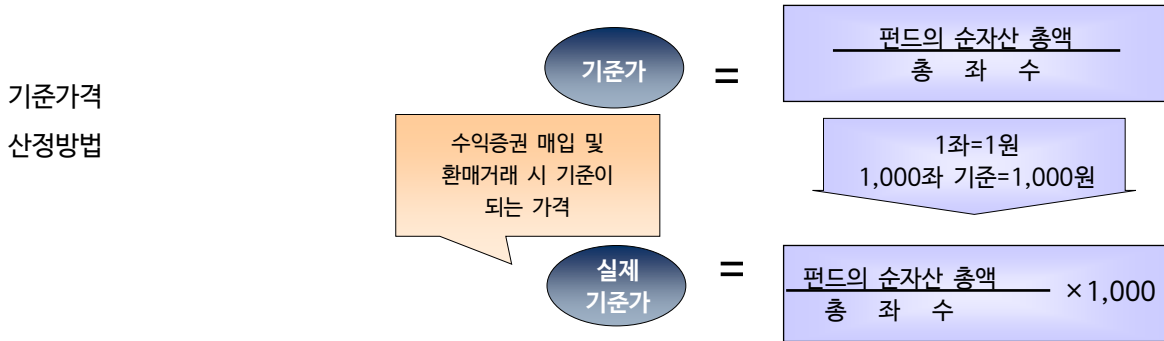 기준가격
산정방법
기준가
=
펀드의 순자산 총액
총 좌 수
수익증권 매입 및
환매거래 시 기준이
되는 가격
1좌=1원
1,000좌 기준=1,000원
실제
기준가
=
펀드의 순자산 총액
총 좌 수
×1,000